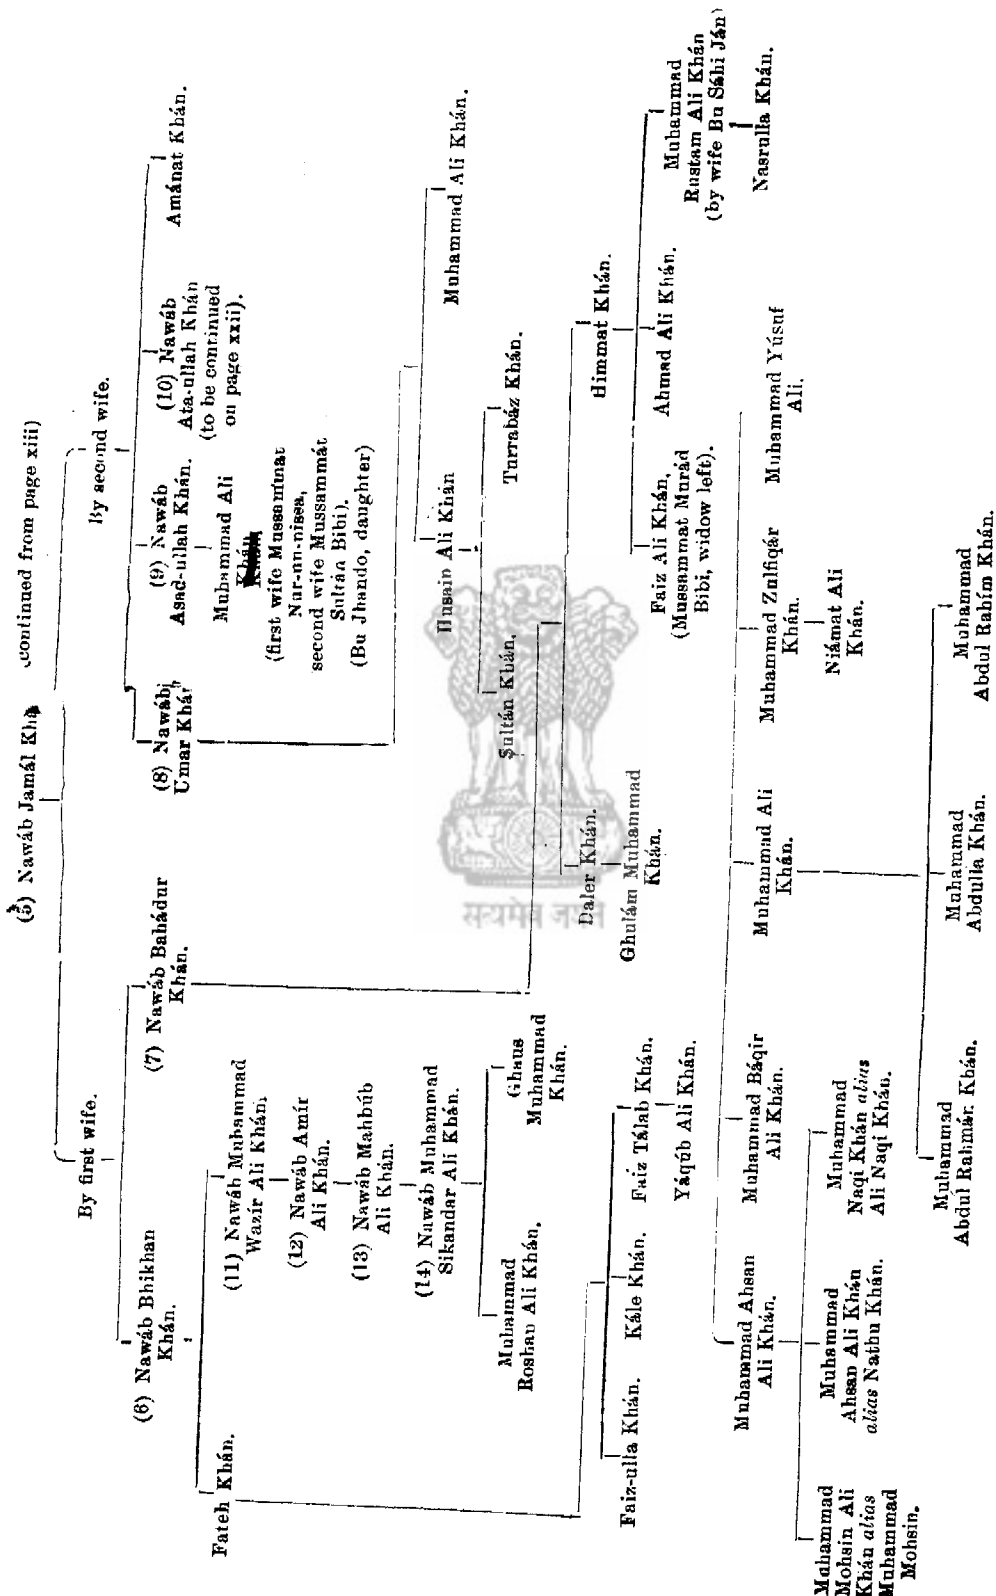 (5) Nawáb Jamál Khá (continued from page xiii)
By first wife.
By second wife.
(6) Nawáb Bhikhan
Khán.
(7) Nawáb Bahádur
Khán.
(8) Nawáb
Umar Khán
(9) Nawáb
Asad-ullah Khán.
(10) Nawáb
Ata-ullah Khán
(to be continued
on page xxii).
Amánat Khán.
Muhammad Ali
Khán
(first wife Mussammat
Nur-un-nissa,
second wife Mussammát
Sultán Bibi).
(Bu Jhando, daughter)
Fateh Khán.
(11) Nawáb Muhammad
Wazír Ali Khán
(12) Nawáb Amír
Ali Khán.
(13) Nawáb Mahbúb
Ali Khán.
(14) Nawáb Muhammad
Sikandar Ali Khán.
Muhammad
Roshan Ali Khán.
Ghaus
Muhammad
Khán.
Husain Ali Khán
Muhammad Ali Khán.
Sultán Khán.
Turrabáz Khán.
Daler Khán.
Himmat Khán.
Ghulám Muhammad
Khán.
सत्यमेव जयते
Faiz Ali Khán,
(Mussammat Murád
Bibi, widow left).
Ahmad Ali Khán.
Muhammad
Rustam Ali Khán
(by wife Bu Sáhi Ján)
Nasrulla Khán.
Faiz-ulla Khán.
Kále Khán.
Faiz Tálab Khán.
Yáqúb Ali Khán.
Muhammad Ahsan
Ali Khán.
Muhammad Báqir
Ali Khán.
Muhammad Ali
Khán.
Muhammad Zulfiqár
Khán.
Muhammad Yúsuf
Ali.
Niámat Ali
Khán.
Muhammad
Mohsin Ali
Khán alias
Muhammad
Mohsin.
Muhammad
Ahsan Ali Khán
alias Nathu Khán.
Muhammad
Naqi Khán alias
Ali Naqi Khán.
Muhammad
Abdul Rahmán Khán.
Muhammad
Abdulla Khán.
Muhammad
Abdul Rahím Khán.